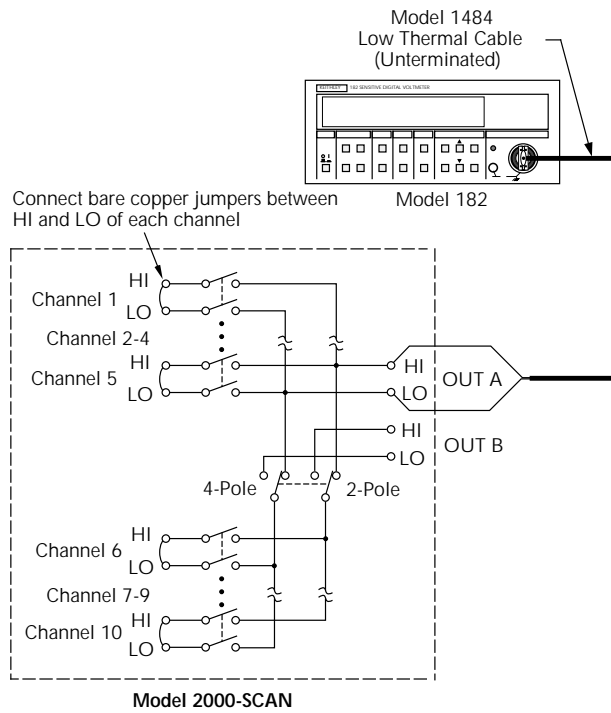 Model 1484
Low Thermal Cable
(Unterminated)
KEITHLEY 182 SENSITIVE DIGITAL VOLTMETER
O I
Model 182
Connect bare copper jumpers between
HI and LO of each channel
HI
Channel 1
LO
Channel 2-4
HI
Channel 5
LO
HI
OUT A
LO
HI
OUT B
LO
4-Pole
2-Pole
HI
Channel 6
LO
Channel 7-9
HI
Channel 10
LO
Model 2000-SCAN